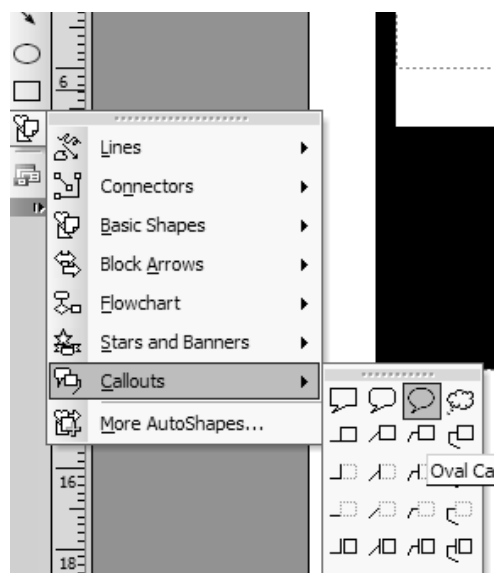 6
Lines
Connectors
Basic Shapes
Block Arrows
Flowchart
Stars and Banners
Callouts
More AutoShapes...
Oval Ca
16
18